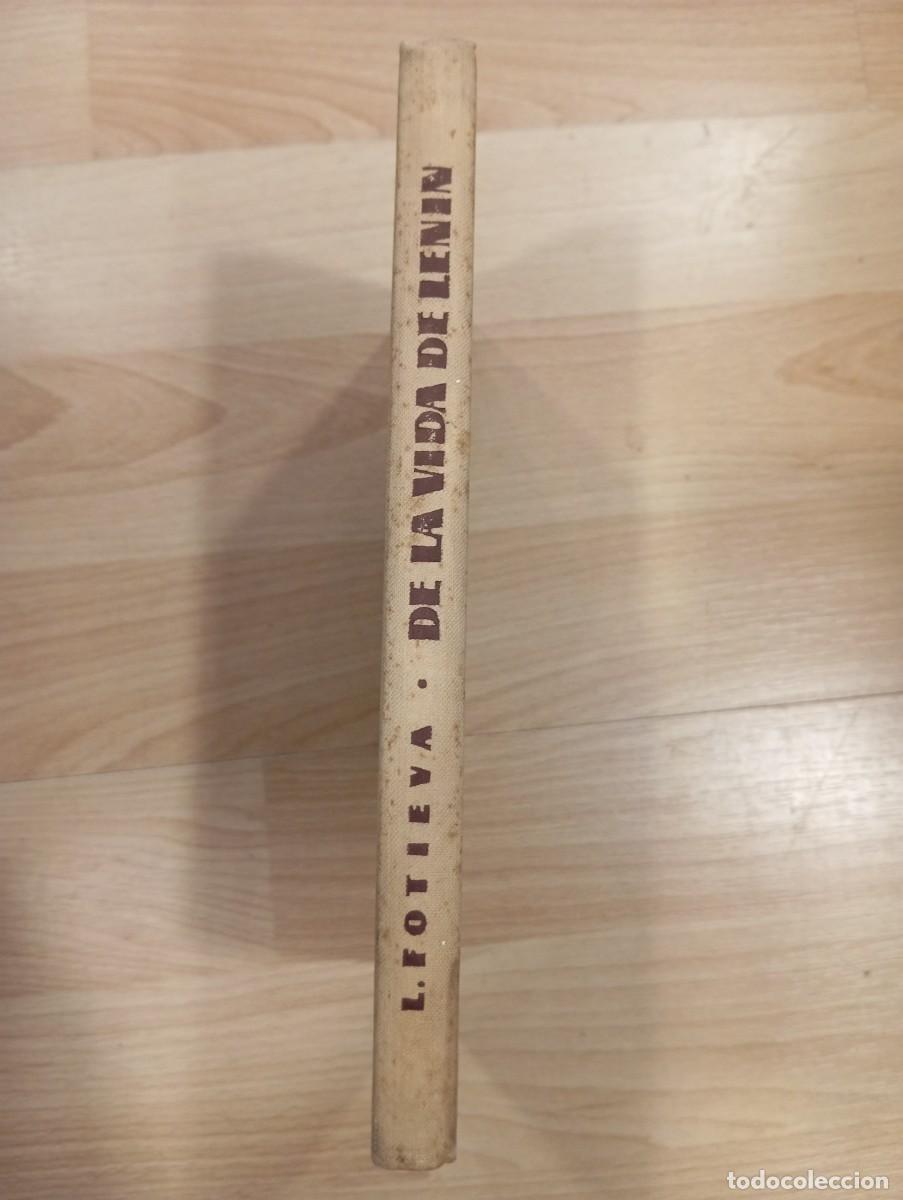 L. FOTIEVA • DE LA VIDA DE LENIN
todocoleccion